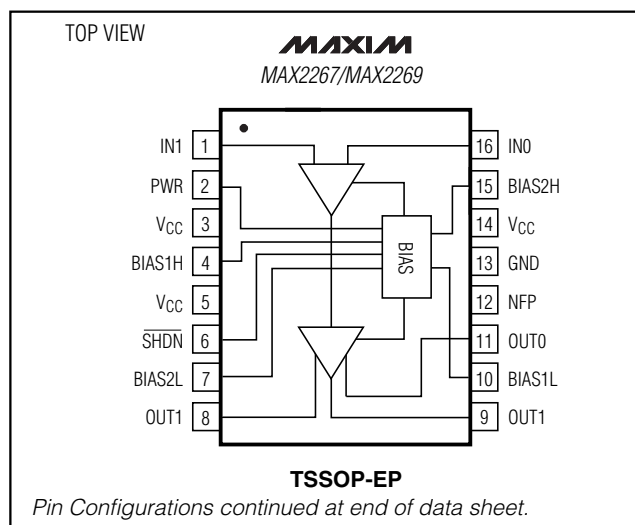 TOP VIEW
MAXIM
MAX2267/MAX2269
IN1 1
PWR 2
VCC 3
BIAS1H 4
VCC 5
SHDN 6
BIAS2L 7
OUT1 8
16 IN0
15 BIAS2H
14 VCC
13 GND
12 NFP
11 OUT0
10 BIAS1L
9 OUT1
BIAS
TSSOP-EP
Pin Configurations continued at end of data sheet.